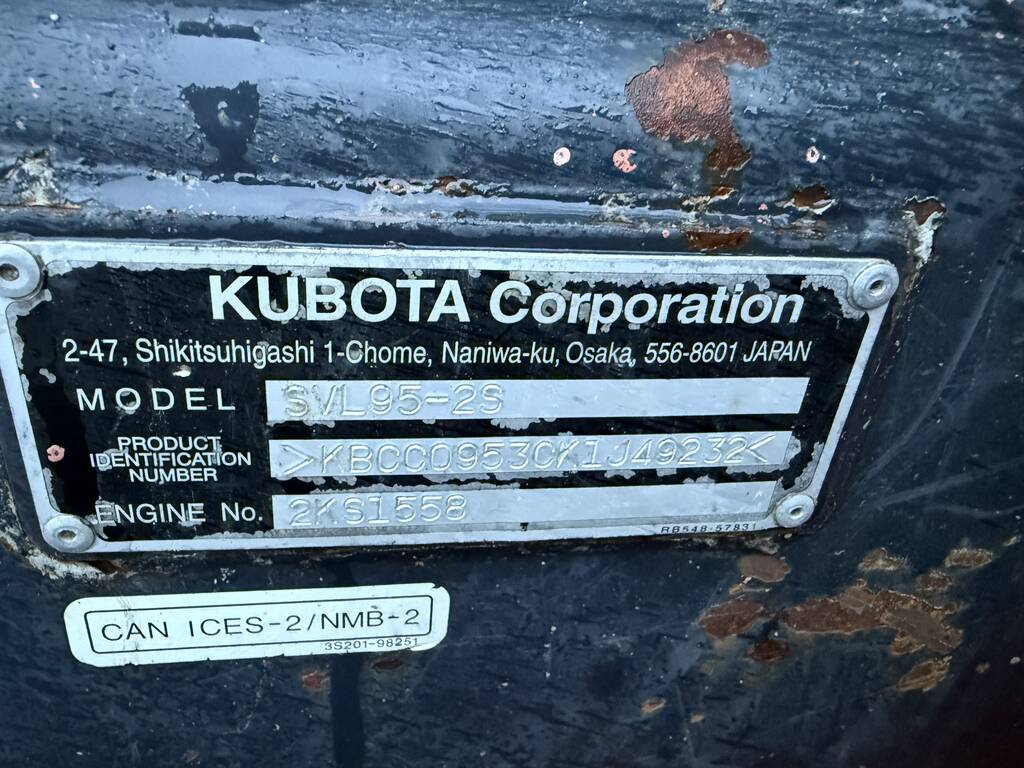 KUBOTA Corporation
2-47, Shikitsuhigashi 1-Chome, Naniwa-ku, Osaka, 556-8601 JAPAN
MODEL SVL95-2S
PRODUCT
IDENTIFICATION
NUMBER >KBCC0953CK1J49232<
ENGINE No. 2KS1558
RB548-57831
CAN ICES-2/NMB-2
3S201-98251